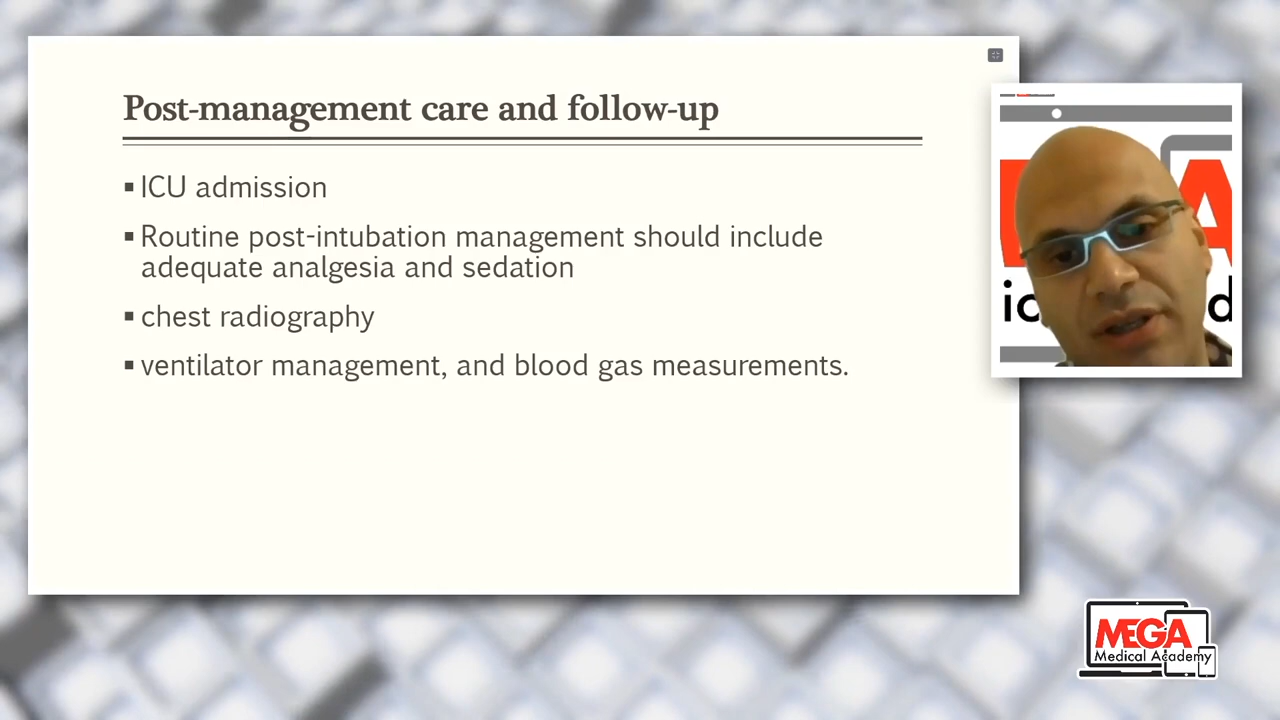 Post-management care and follow-up
▪ ICU admission
▪ Routine post-intubation management should include
adequate analgesia and sedation
▪ chest radiography
▪ ventilator management, and blood gas measurements.
MEGA
Medical Academy